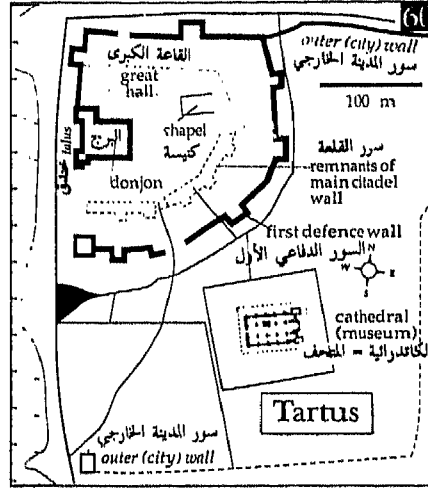 60
outer (city) wall
سور المدينة الخارجي
100 m
القاعة الكبرى
great
hall
البرج
chapel
كنيسة
talus
خندق
donjon
سور القلعة
remnants of
main citadel
wall
first defence wall
السور الدفاعي الأول
N
W
E
S
cathedral
(museum)
الكاتدرائية = المتحف
Tartus
سور المدينة الخارجي
outer (city) wall